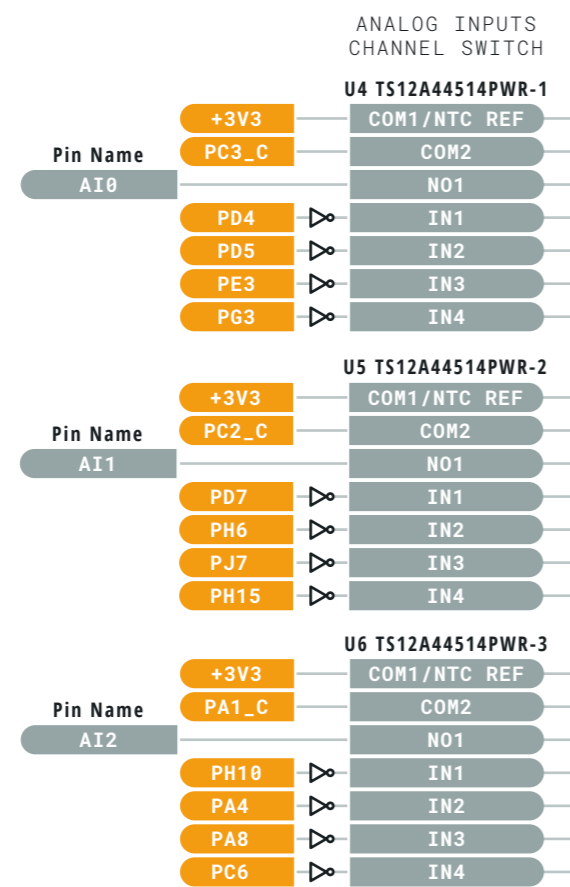 ANALOG INPUTS
CHANNEL SWITCH
U4 TS12A44514PWR-1
+3V3 COM1/NTC REF
Pin Name PC3_C COM2
AI0 NO1
PD4 IN1
PD5 IN2
PE3 IN3
PG3 IN4
U5 TS12A44514PWR-2
+3V3 COM1/NTC REF
Pin Name PC2_C COM2
AI1 NO1
PD7 IN1
PH6 IN2
PJ7 IN3
PH15 IN4
U6 TS12A44514PWR-3
+3V3 COM1/NTC REF
Pin Name PA1_C COM2
AI2 NO1
PH10 IN1
PA4 IN2
PA8 IN3
PC6 IN4